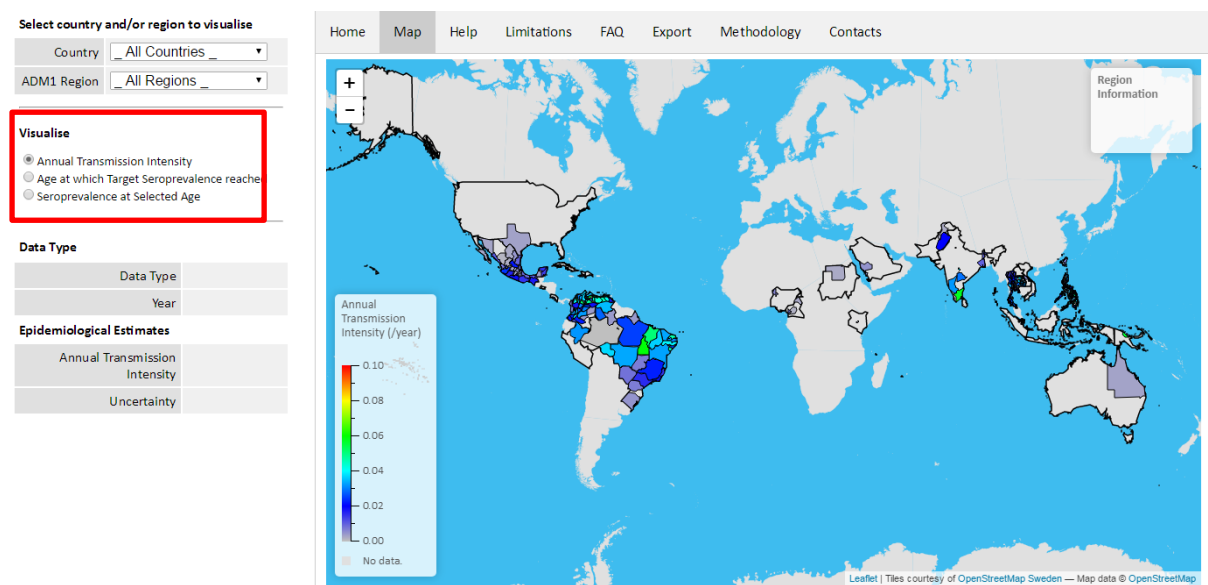 Select country and/or region to visualise
Country
_ All Countries _
ADM1 Region
_ All Regions _
Visualise
Annual Transmission Intensity
Age at which Target Seroprevalence reached
Seroprevalence at Selected Age
Data Type
Data Type
Year
Epidemiological Estimates
Annual Transmission
Intensity
Uncertainty
Home Map Help Limitations FAQ Export Methodology Contacts
+
−
Region
Information
Annual
Transmission
Intensity (/year)
0.10
0.08
0.06
0.04
0.02
0.00
No data.
Leaflet | Tiles courtesy of OpenStreetMap Sweden — Map data © OpenStreetMap